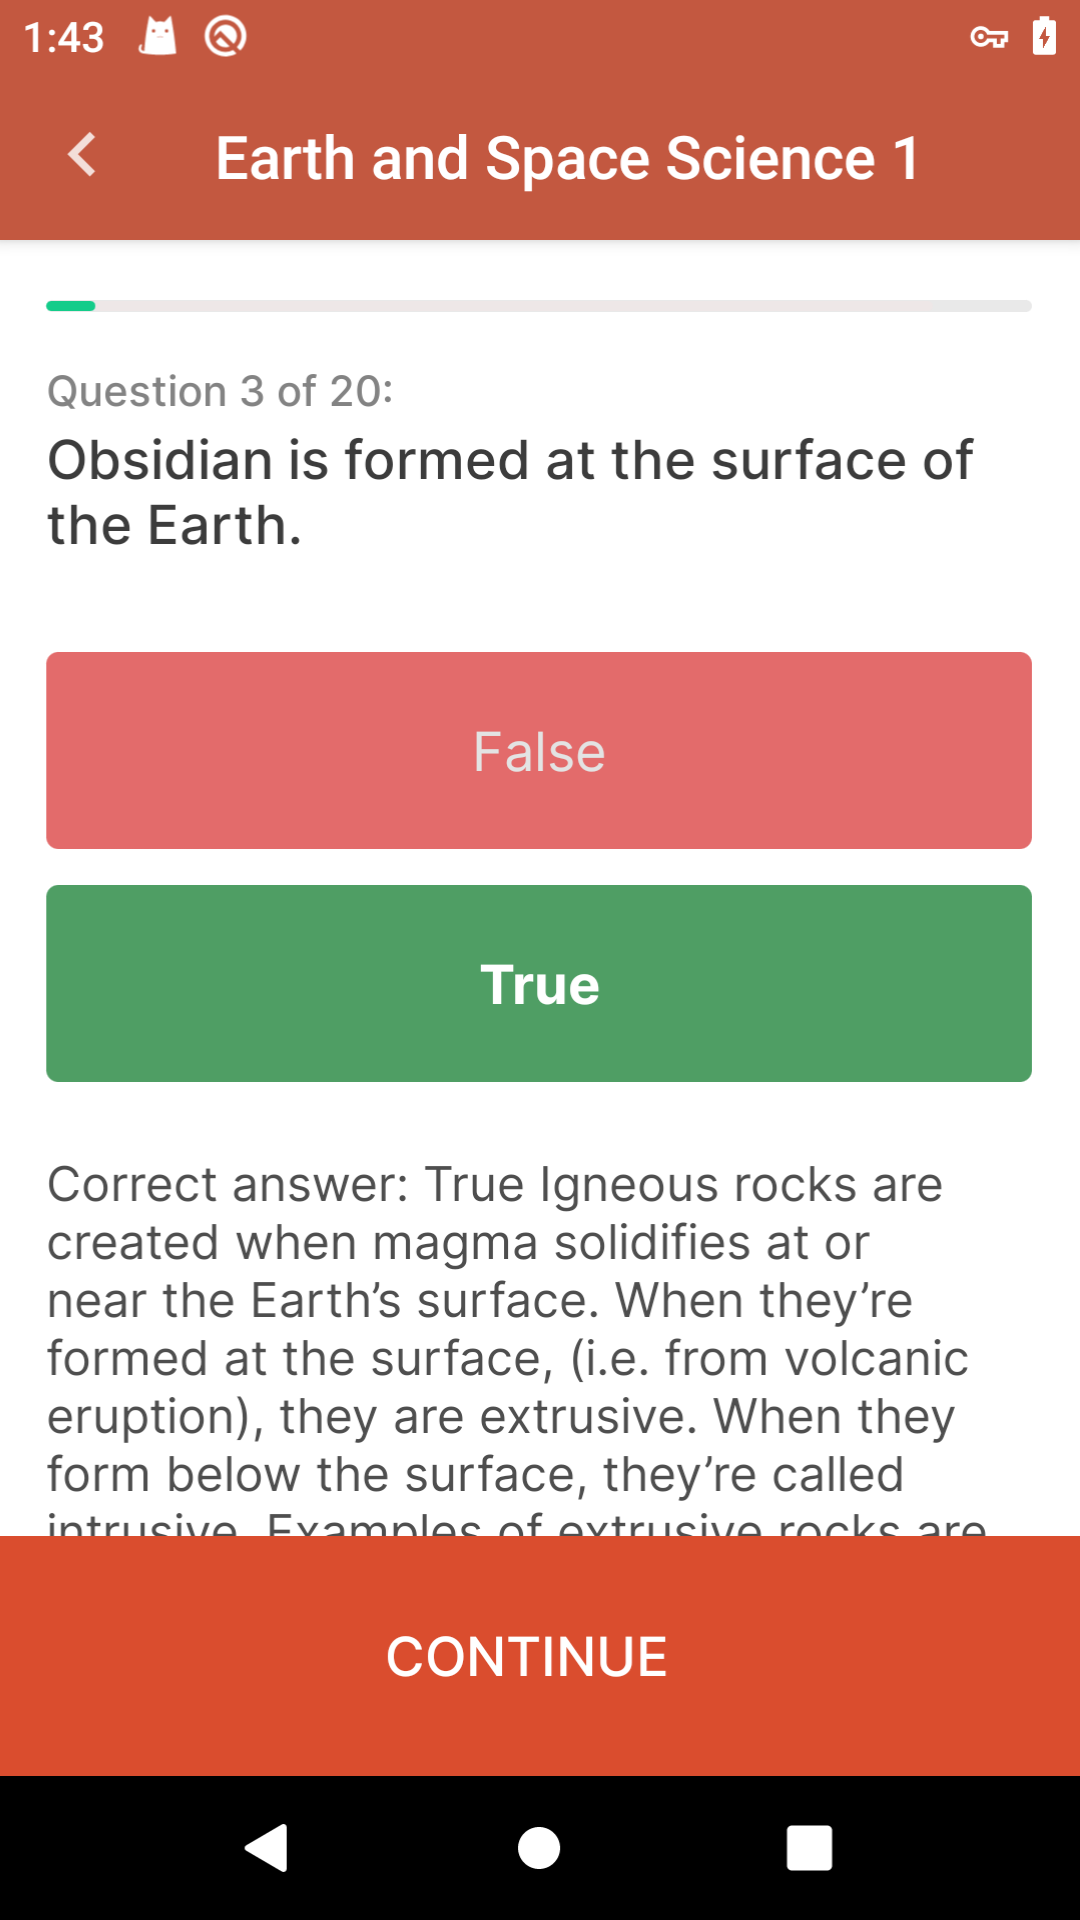 1:43
Earth and Space Science 1
Question 3 of 20:
Obsidian is formed at the surface of
the Earth.
False
True
Correct answer: True Igneous rocks are
created when magma solidifies at or
near the Earth’s surface. When they’re
formed at the surface, (i.e. from volcanic
eruption), they are extrusive. When they
form below the surface, they’re called
intrusive. Examples of extrusive rocks are
CONTINUE